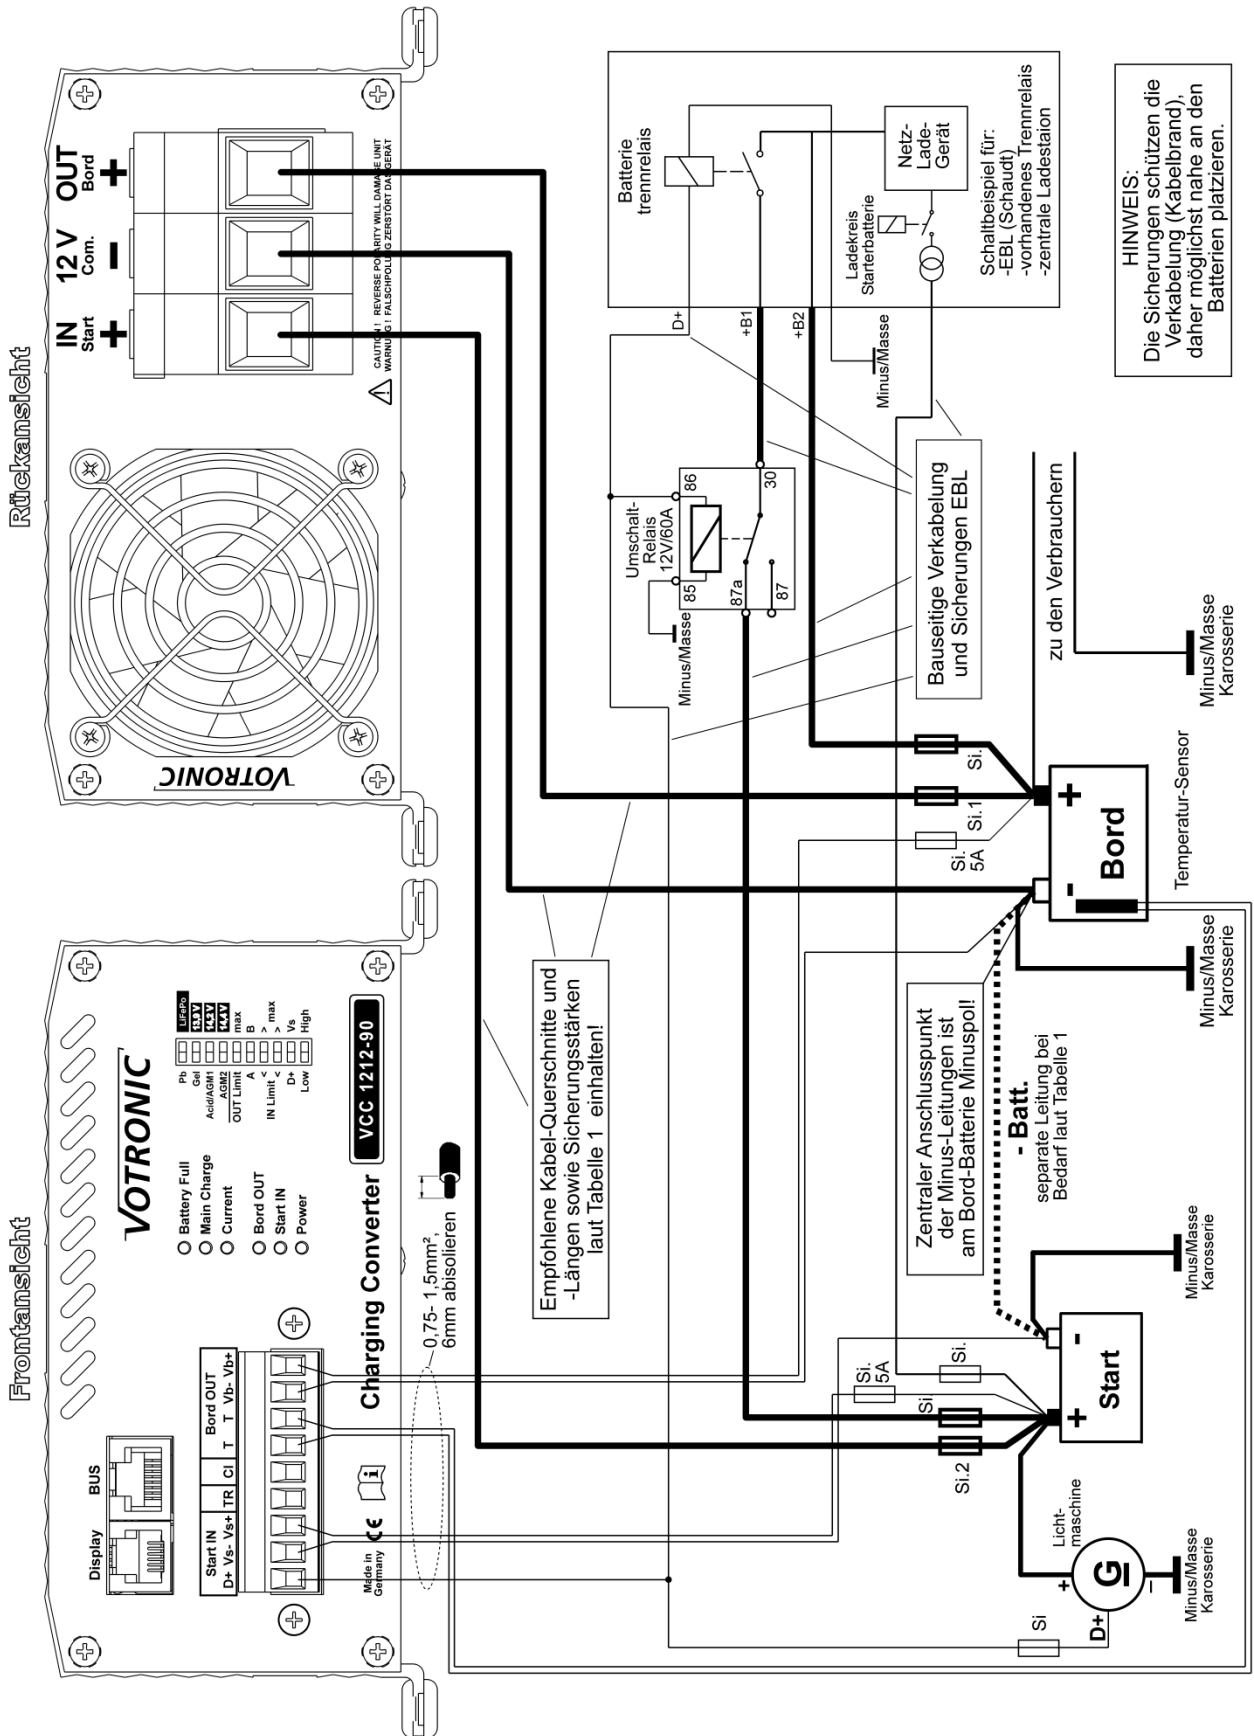 Frontansicht
Rückansicht
Display
BUS
Start IN
Bord OUT
D+ Vs- Vs+ TR CI T T Vb- Vb+
Made in
Germany
CE
i
Charging Converter
VCC 1212-90
VOTRONIC
Battery Full
Main Charge
Current
Bord OUT
Start IN
Power
Pb LiFePo
Gel 13,9 V
Acid/AGM1 14,2 V
AGM2 14,4 V
OUT Limit max
A B
< > max
IN Limit < >
D+ Vs
Low High
VOTRONIC
IN
Start
+
12 V
Com.
-
OUT
Bord
+
CAUTION ! REVERSE POLARITY WILL DAMAGE UNIT
WARNUNG ! FALSCHPOLUNG ZERSTÖRT DAS GERÄT
0,75- 1,5mm²,
6mm abisolieren
Empfohlene Kabel-Querschnitte und
-Längen sowie Sicherungsstärken
laut Tabelle 1 einhalten!
Umschalt-
Relais
12V/60A
85
86
87a
87
30
Minus/Masse
D+
+B1
+B2
Minus/Masse
Batterie
trennrelais
Ladekreis
Starterbatterie
Netz-
Lade-
Gerät
Schaltbeispiel für:
-EBL (Schaudt)
-vorhandenes Trennrelais
-zentrale Ladestaion
Bauseitige Verkabelung
und Sicherungen EBL
HINWEIS:
Die Sicherungen schützen die
Verkabelung (Kabelbrand),
daher möglichst nahe an den
Batterien platzieren.
Zentraler Anschlusspunkt
der Minus-Leitungen ist
am Bord-Batterie Minuspol!
- Batt.
separate Leitung bei
Bedarf laut Tabelle 1
Si.2
Si
Si.
5A
Si.
Si.
5A
Si.1
Si.
Si
D+
Licht-
maschine
+
G
-
Minus/Masse
Karosserie
+
-
Start
Minus/Masse
Karosserie
-
+
Bord
Minus/Masse
Karosserie
Temperatur-Sensor
zu den Verbrauchern
Minus/Masse
Karosserie